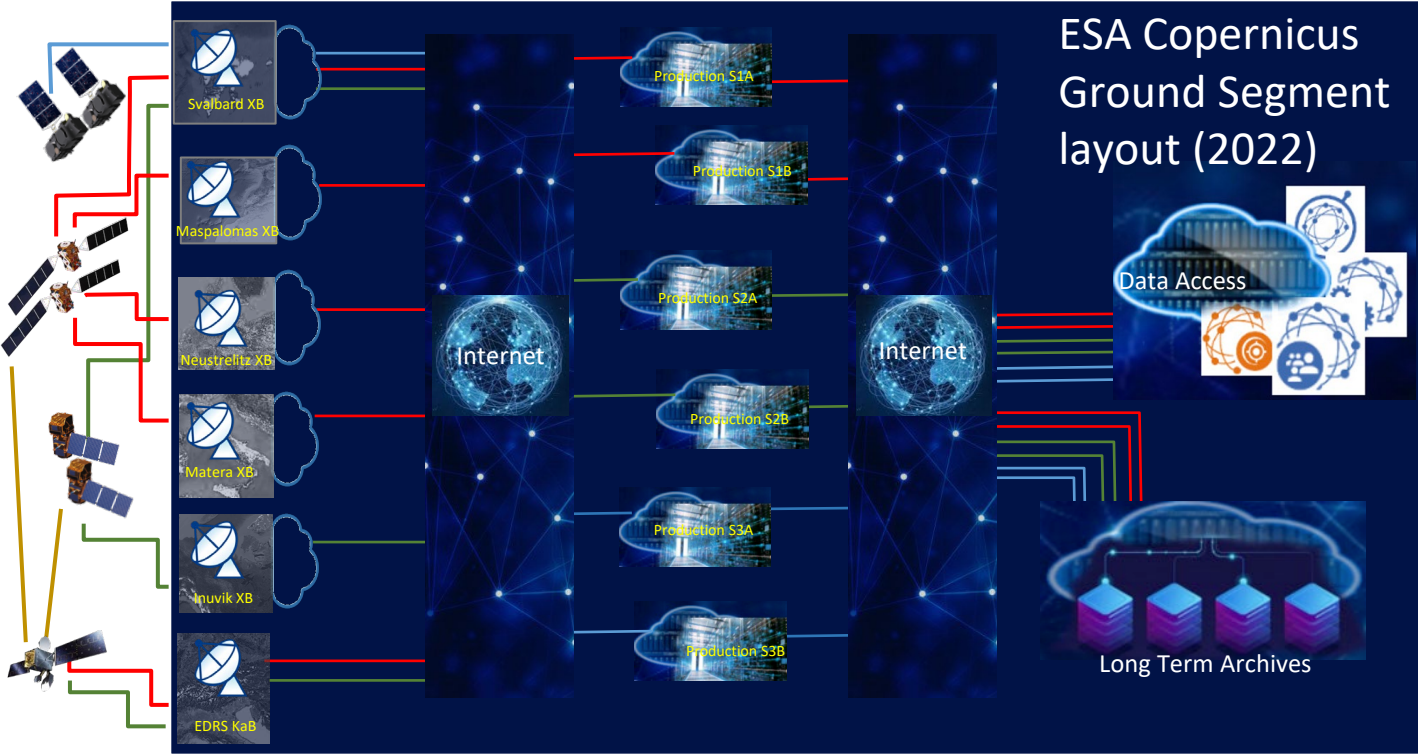 ESA Copernicus
Ground Segment
layout (2022)
Svalbard XB
Maspalomas XB
Neustrelitz XB
Matera XB
Inuvik XB
EDRS KaB
Internet
Production S1A
Production S1B
Production S2A
Production S2B
Production S3A
Production S3B
Internet
Data Access
Long Term Archives